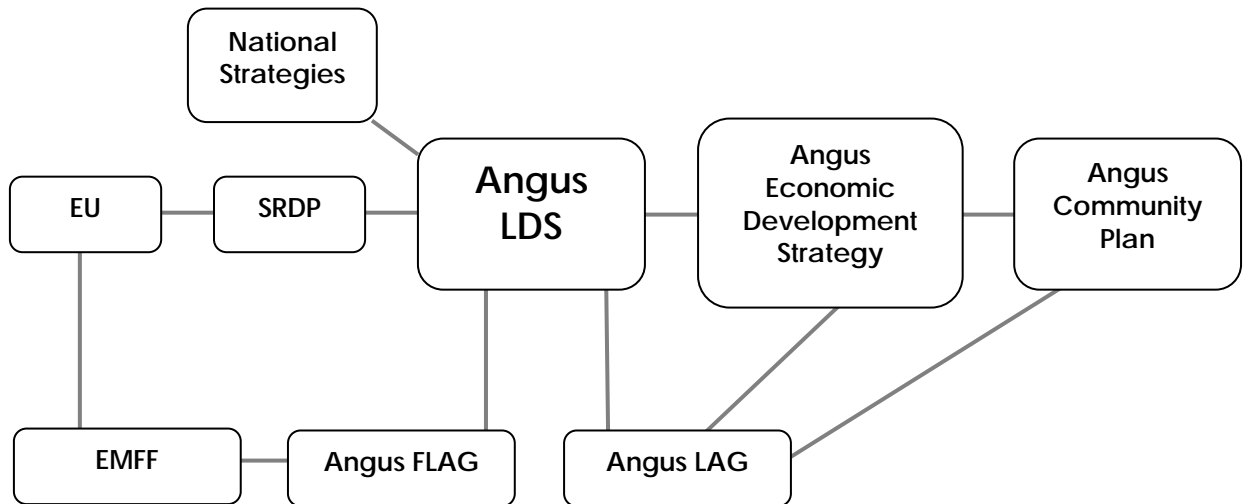 National
Strategies
Angus
LDS
Angus
Economic
Development
Strategy
Angus
Community
Plan
EU
SRDP
EMFF
Angus FLAG
Angus LAG